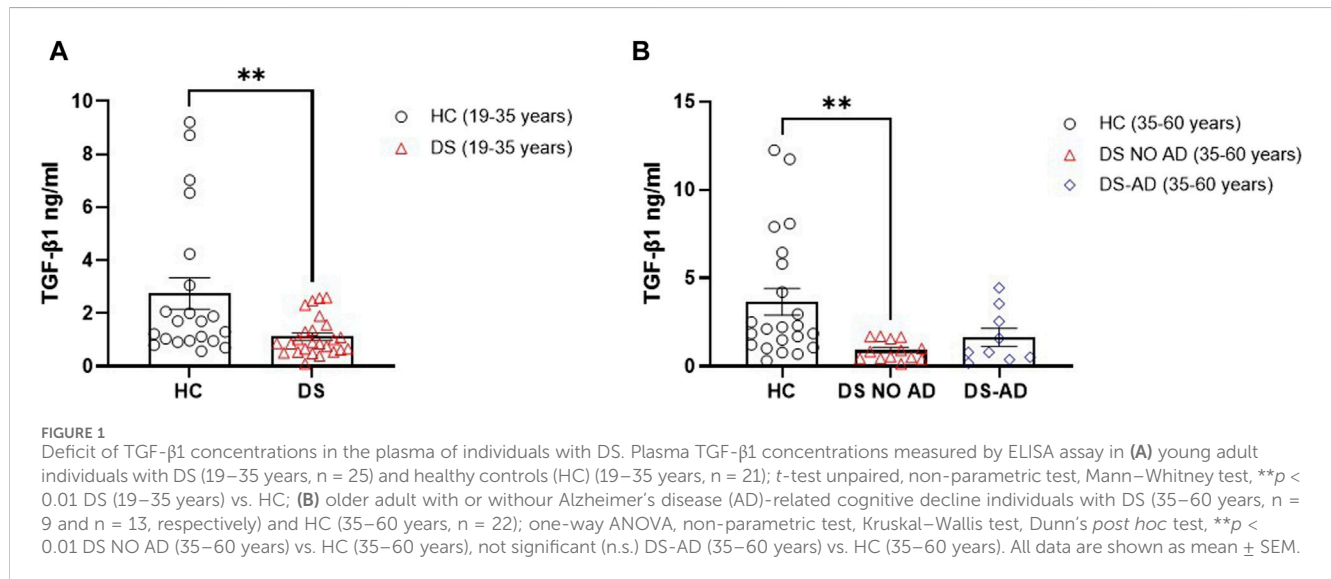 A
**
10
8
6
4
2
0
TGF-β1 ng/ml
HC
DS
HC (19-35 years)
DS (19-35 years)
B
**
15
10
5
0
TGF-β1 ng/ml
HC
DS NO AD
DS-AD
HC (35-60 years)
DS NO AD (35-60 years)
DS-AD (35-60 years)
FIGURE 1
Deficit of TGF-β1 concentrations in the plasma of individuals with DS. Plasma TGF-β1 concentrations measured by ELISA assay in (A) young adult
individuals with DS (19–35 years, n = 25) and healthy controls (HC) (19–35 years, n = 21); t-test unpaired, non-parametric test, Mann–Whitney test, **p <
0.01 DS (19–35 years) vs. HC; (B) older adult with or withour Alzheimer's disease (AD)-related cognitive decline individuals with DS (35–60 years, n =
9 and n = 13, respectively) and HC (35–60 years, n = 22); one-way ANOVA, non-parametric test, Kruskal–Wallis test, Dunn's post hoc test, **p <
0.01 DS NO AD (35–60 years) vs. HC (35–60 years), not significant (n.s.) DS-AD (35–60 years) vs. HC (35–60 years). All data are shown as mean ± SEM.